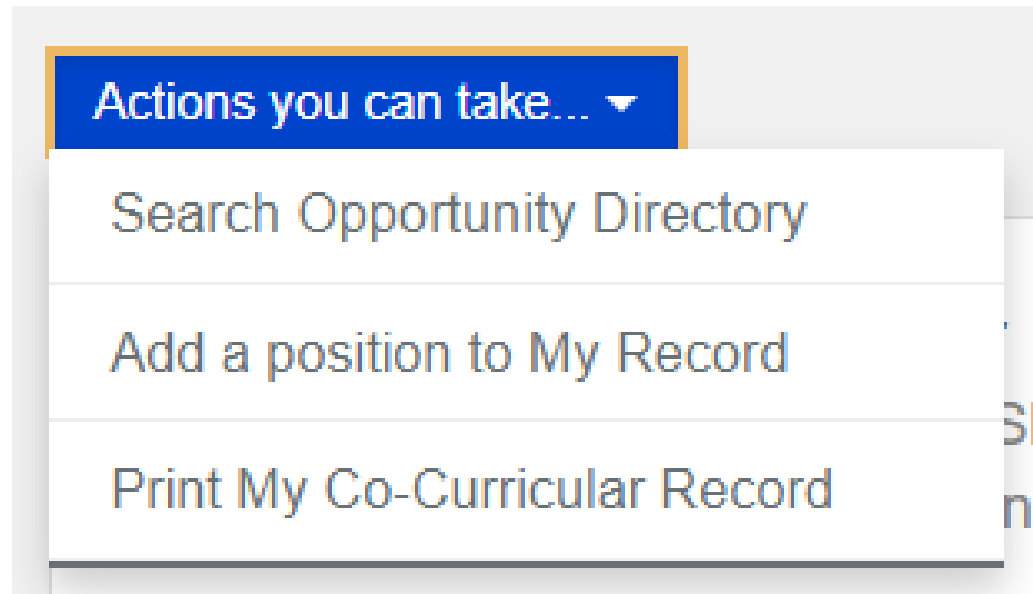 Actions you can take...
Search Opportunity Directory
Add a position to My Record
Print My Co-Curricular Record